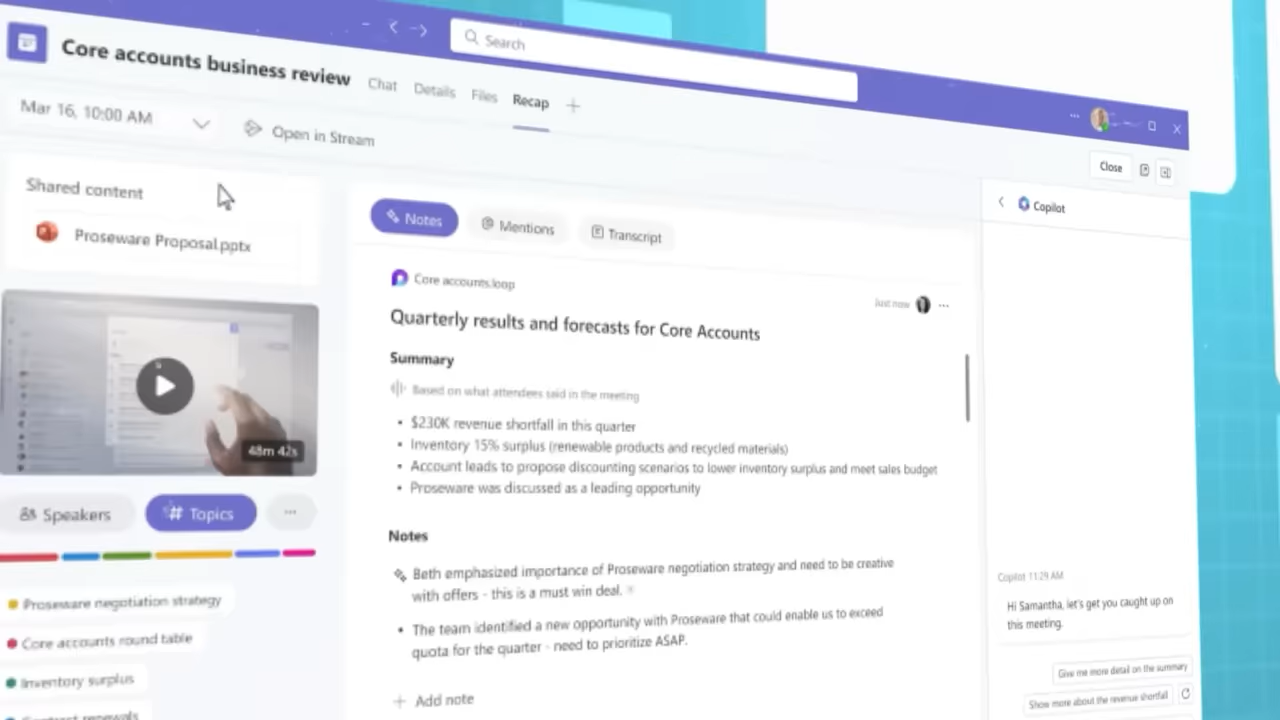 Search
Core accounts business review
Chat
Details
Files
Recap
Mar 16, 10:00 AM
Open in Stream
Close
Shared content
Proseware Proposal.pptx
48m 42s
Speakers
# Topics
Proseware negotiation strategy
Core accounts round table
Inventory surplus
Contract renewals
Notes
Mentions
Transcript
Core accounts.loop
Just now
Quarterly results and forecasts for Core Accounts
Summary
Based on what attendees said in the meeting
• $230K revenue shortfall in this quarter
• Inventory 15% surplus (renewable products and recycled materials)
• Account leads to propose discounting scenarios to lower inventory surplus and meet sales budget
• Proseware was discussed as a leading opportunity
Notes
Beth emphasized importance of Proseware negotiation strategy and need to be creative
with offers - this is a must win deal.
• The team identified a new opportunity with Proseware that could enable us to exceed
quota for the quarter - need to prioritize ASAP.
+ Add note
Copilot
Copilot 11:29 AM
Hi Samantha, let's get you caught up on
this meeting.
Give me more detail on the summary
Show more about the revenue shortfall